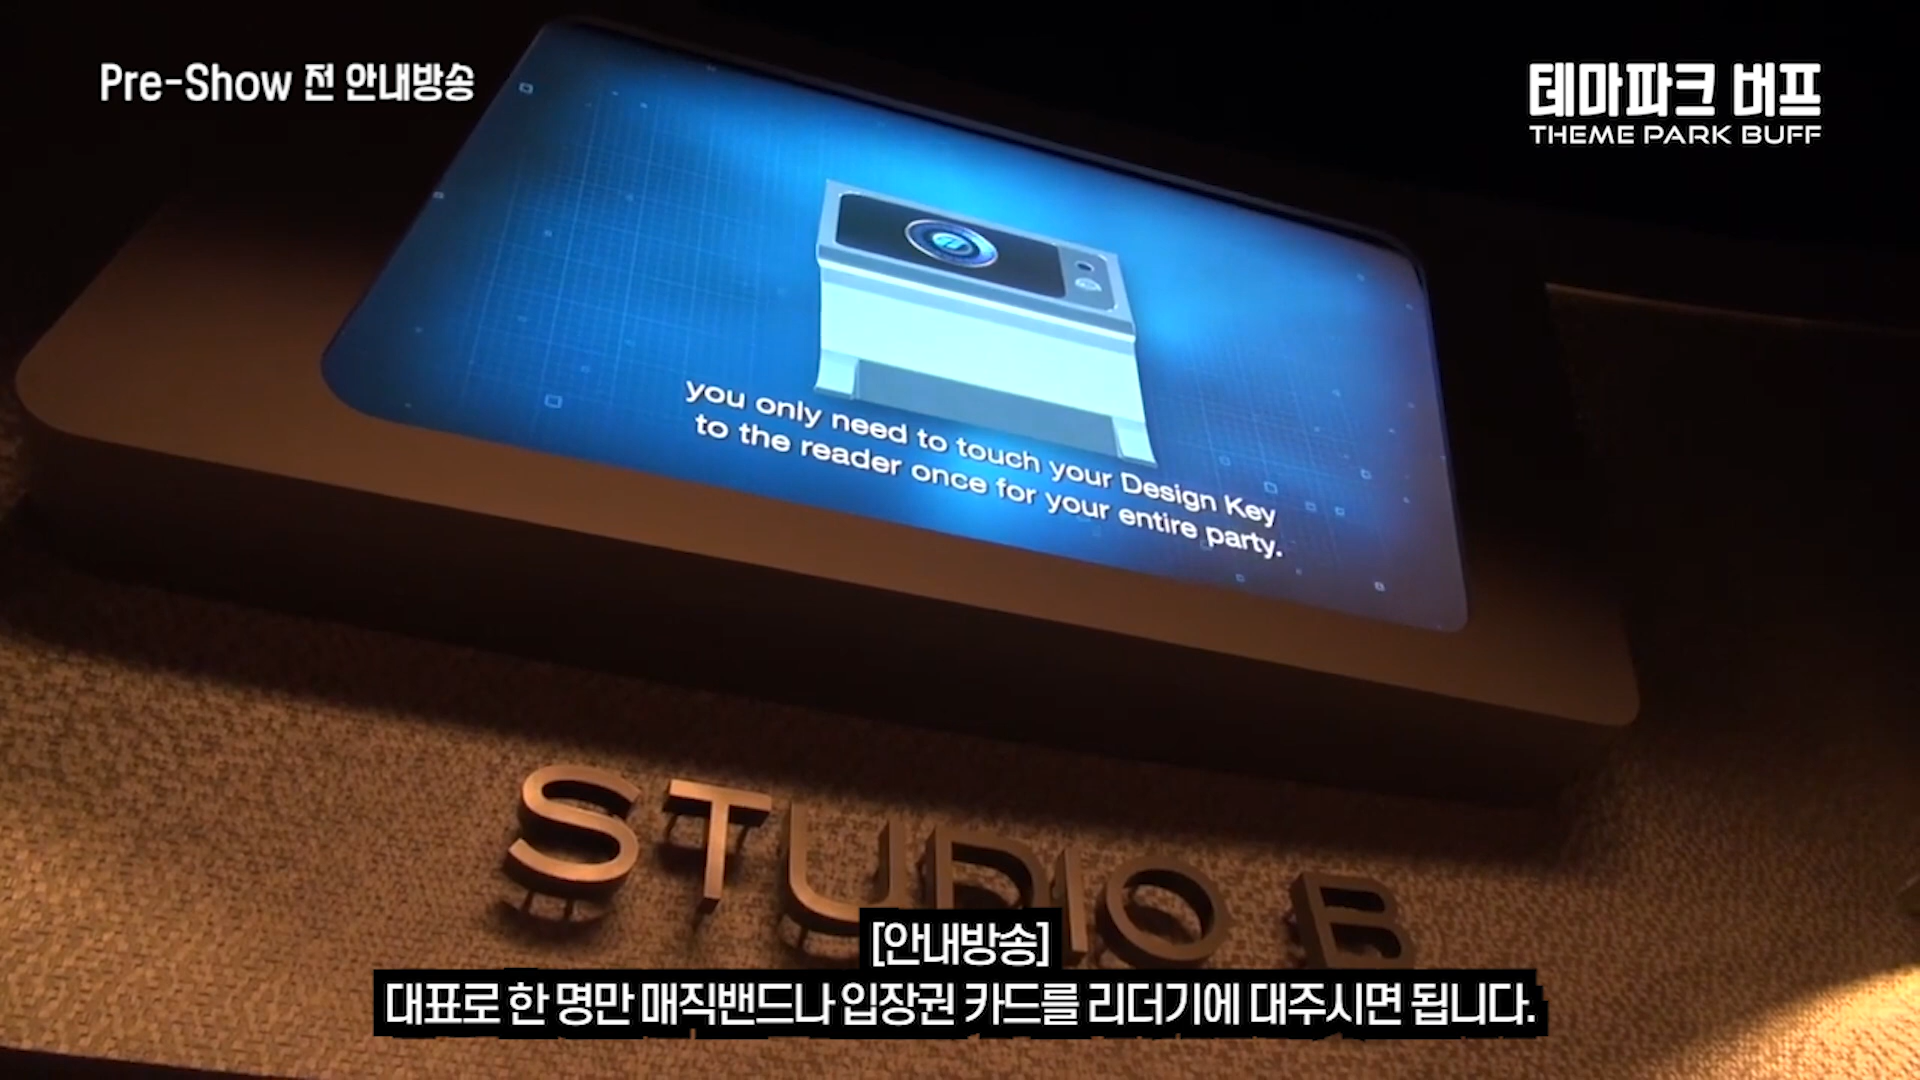 Pre-Show 전 안내방송
테마파크 버프
THEME PARK BUFF
you only need to touch your Design Key
to the reader once for your entire party.
STUDIO B
[안내방송]
대표로 한 명만 매직밴드나 입장권 카드를 리더기에 대주시면 됩니다.